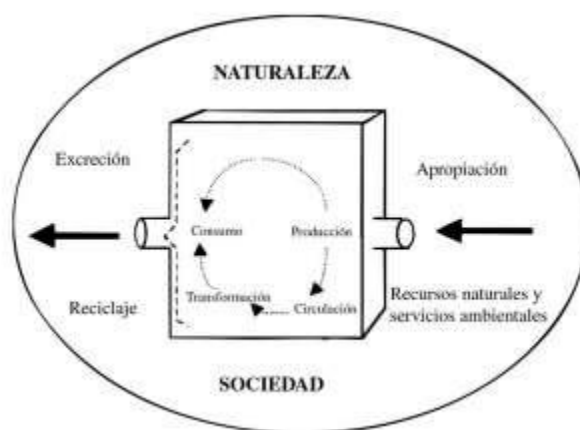 NATURALEZA
Excreción
Apropiación
Consumo
Producción
Transformación
Circulación
Reciclaje
Recursos naturales y
servicios ambientales
SOCIEDAD